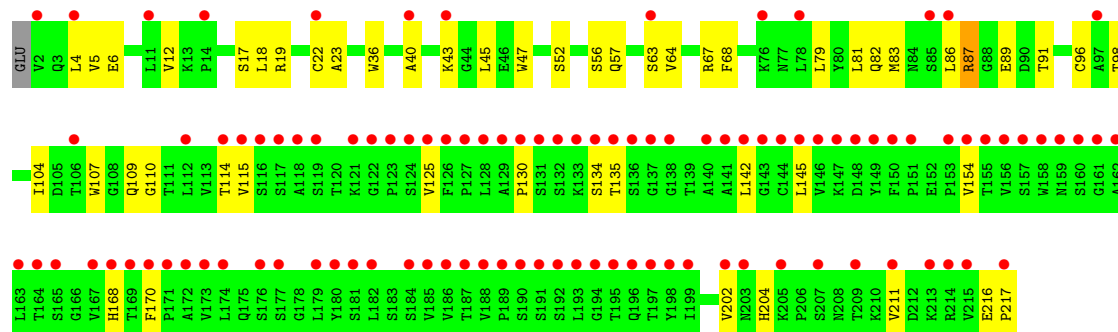 GLU V2 Q3 L4 V5 E6 L11 V12 K13 P14 S17 L18 R19 C22 A23 W36 A40 K43 G44 L45 E46 W47 S52 S56 Q57 S63 V64 R67 F68 K76 N77 L78 L79 Y80 L81 Q82 M83 N84 S85 L86 R87 G88 E89 D90 T91 C96 A97 T98
I104 D105 T106 W107 G108 Q109 G110 T111 L112 V113 T114 V115 S116 S117 A118 S119 T120 K121 G122 P123 S124 V125 F126 P127 L128 A129 P130 S131 S132 K133 S134 T135 S136 G137 G138 T139 A140 A141 L142 G143 C144 L145 V146 K147 D148 Y149 F150 P151 E152 P153 V154 T155 V156 S157 W158 N159 S160 G161 A162
L163 T164 S165 G166 V167 H168 T169 F170 P171 A172 V173 L174 Q175 S176 S177 G178 L179 Y180 S181 L182 S183 S184 V185 V186 T187 V188 P189 S190 S191 S192 L193 G194 T195 Q196 T197 Y198 I199 V202 N203 H204 K205 P206 S207 N208 T209 K210 V211 D212 K213 R214 V215 E216 P217